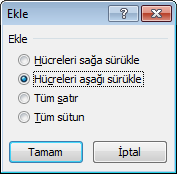 Ekle
Ekle
Hücreleri sağa sürükle
Hücreleri aşağı sürükle
Tüm satır
Tüm sütun
Tamam
İptal